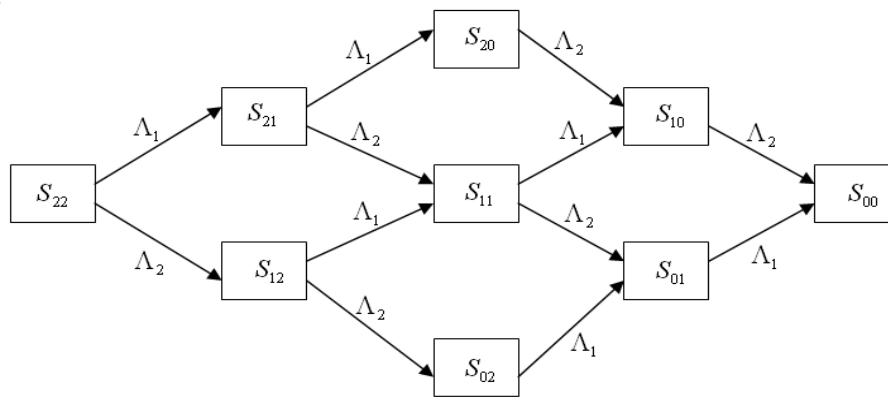 S₂₀
Λ₁ Λ₂
S₂₁ S₁₀
Λ₁ Λ₂ Λ₁ Λ₂
S₂₂ S₁₁ S₀₀
Λ₂ Λ₁ Λ₂ Λ₁
S₁₂ S₀₁
Λ₂ Λ₁
S₀₂